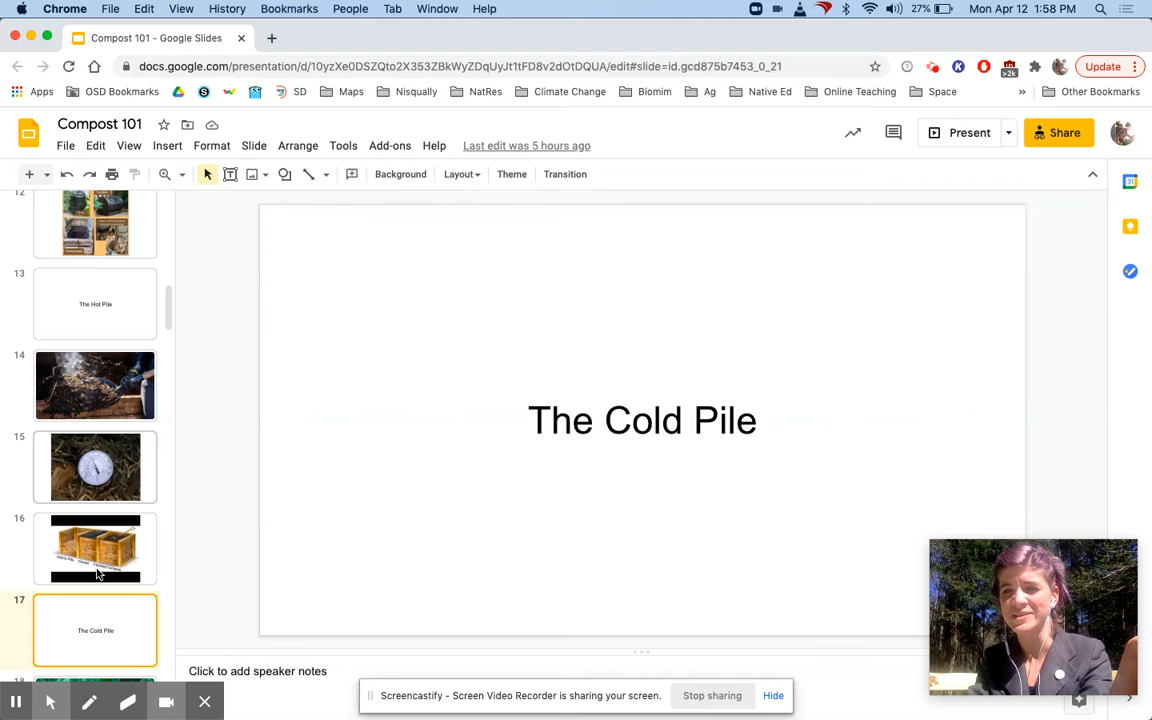 Chrome File Edit View History Bookmarks People Tab Window Help 27% Mon Apr 12 1:58 PM
Compost 101 - Google Slides
docs.google.com/presentation/d/10yzXe0DSZQto2X353ZBkWyZDqUyJt1tFD8v2dOtDQUA/edit#slide=id.gcd875b7453_0_21 >2k Update
Apps OSD Bookmarks SD Maps Nisqually NatRes Climate Change Biomim Ag Native Ed Online Teaching Space » Other Bookmarks
Compost 101
File Edit View Insert Format Slide Arrange Tools Add-ons Help Last edit was 5 hours ago
Present Share
Background Layout Theme Transition
12
13
The Hot Pile
14
15
16
17
The Cold Pile
18
The Cold Pile
Click to add speaker notes
Screencastify - Screen Video Recorder is sharing your screen. Stop sharing Hide